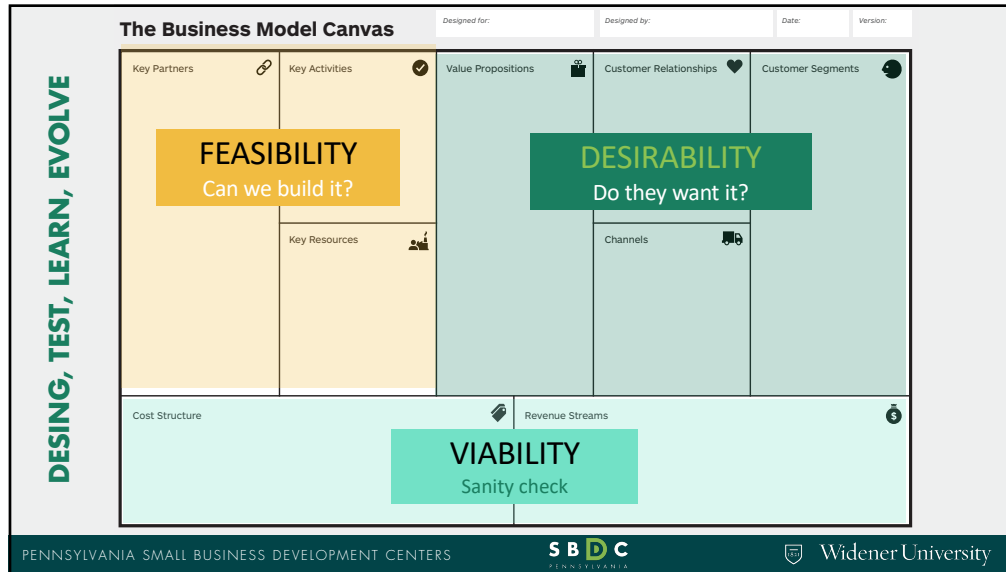 The Business Model Canvas
Designed for:
Designed by:
Date:
Version:
DESING, TEST, LEARN, EVOLVE
Key Partners
Key Activities
Value Propositions
Customer Relationships
Customer Segments
FEASIBILITY
Can we build it?
DESIRABILITY
Do they want it?
Key Resources
Channels
Cost Structure
$
Revenue Streams
VIABILITY
Sanity check
PENNSYLVANIA SMALL BUSINESS DEVELOPMENT CENTERS
SBDC
PENNSYLVANIA
1821
Widener University